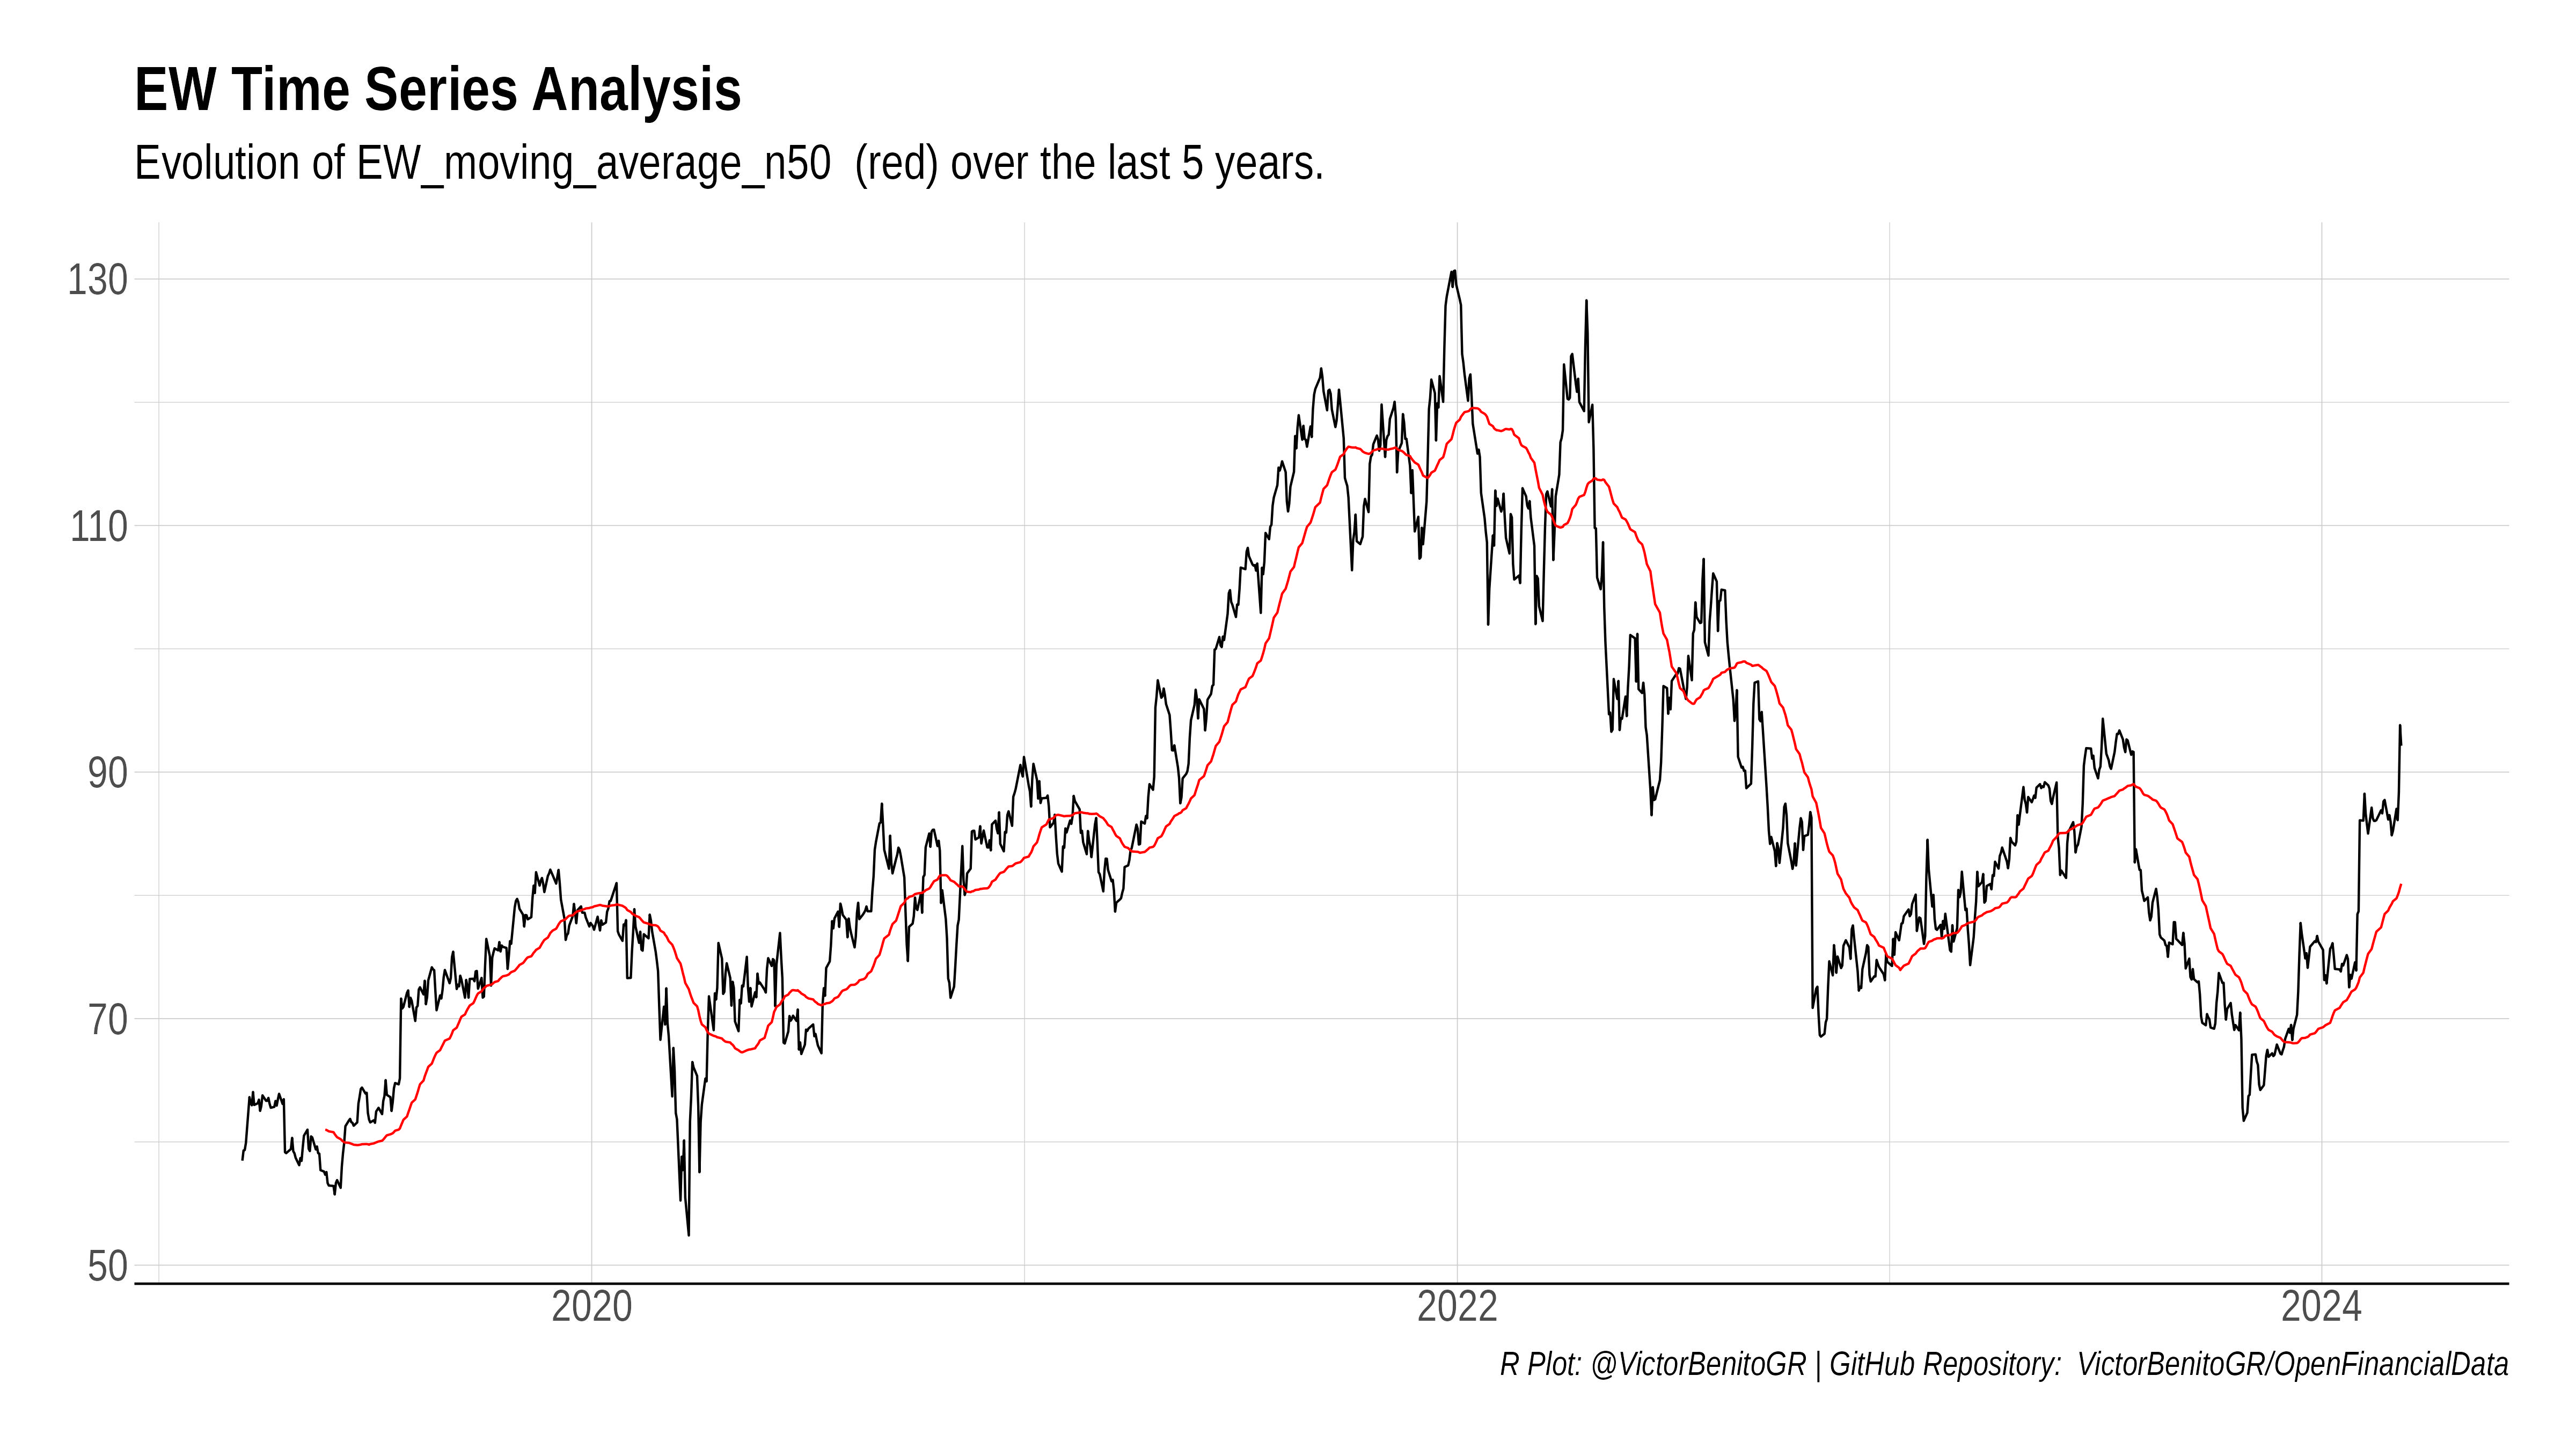 EW Time Series Analysis
Evolution of EW_moving_average_n50  (red) over the last 5 years.
130
110
90
70
50
2020 2022 2024
R Plot: @VictorBenitoGR | GitHub Repository:  VictorBenitoGR/OpenFinancialData